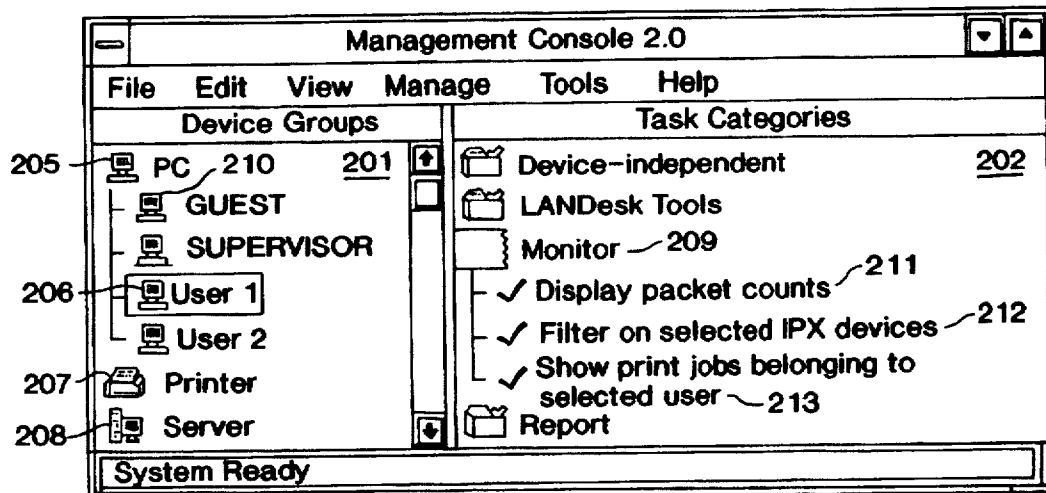 Management Console 2.0
File Edit View Manage Tools Help
Device Groups
Task Categories
205 PC 210 201
GUEST
SUPERVISOR
206 User 1
User 2
207 Printer
208 Server
Device-independent 202
LANDesk Tools
Monitor 209
Display packet counts 211
Filter on selected IPX devices 212
Show print jobs belonging to
selected user 213
Report
System Ready